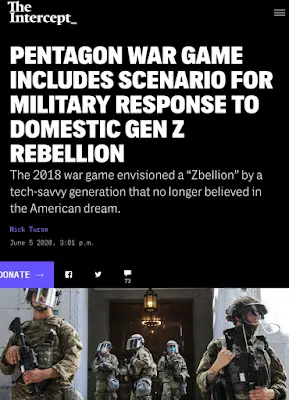 The
Intercept_
PENTAGON WAR GAME
INCLUDES SCENARIO FOR
MILITARY RESPONSE TO
DOMESTIC GEN Z
REBELLION
The 2018 war game envisioned a “Zbellion” by a
tech-savvy generation that no longer believed in
the American dream.
Nick Turse
June 5 2020, 3:01 p.m.
DONATE →
73